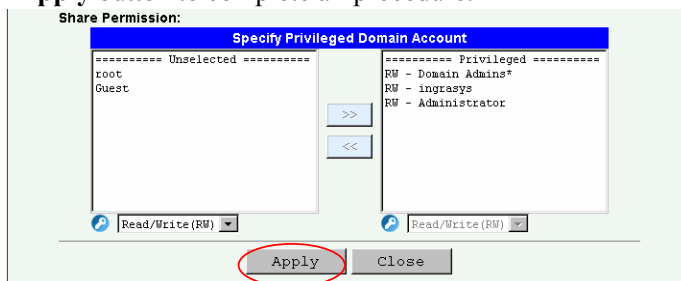 Apply button to complete all procedure.
Share Permission:
Specify Privileged Domain Account
========== Unselected ==========
root
Guest
========== Privileged ==========
RW - Domain Admins*
RW - ingrasys
RW - Administrator
>>
<<
Read/Write(RW)
Read/Write(RW)
Apply
Close